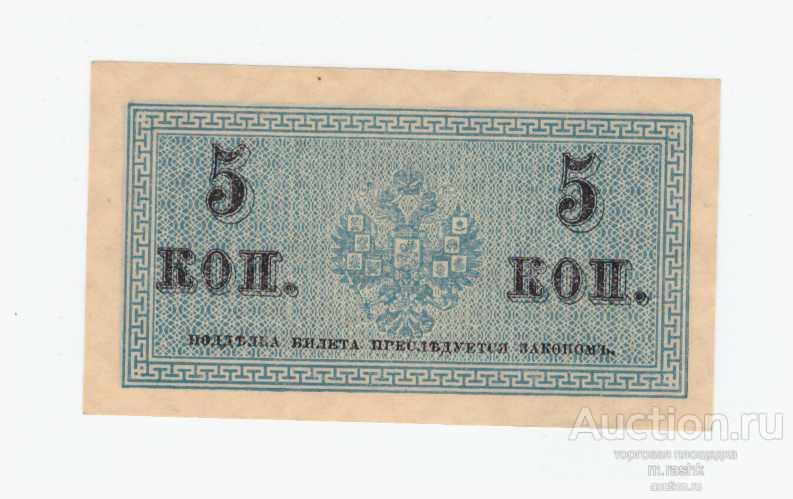 5 5
КОП. КОП.
ПОДДѢЛКА БИЛЕТА ПРЕСЛѢДУЕТСЯ ЗАКОНОМЪ.
Auction.ru
торговая площадка
m.rashk
auction.ru